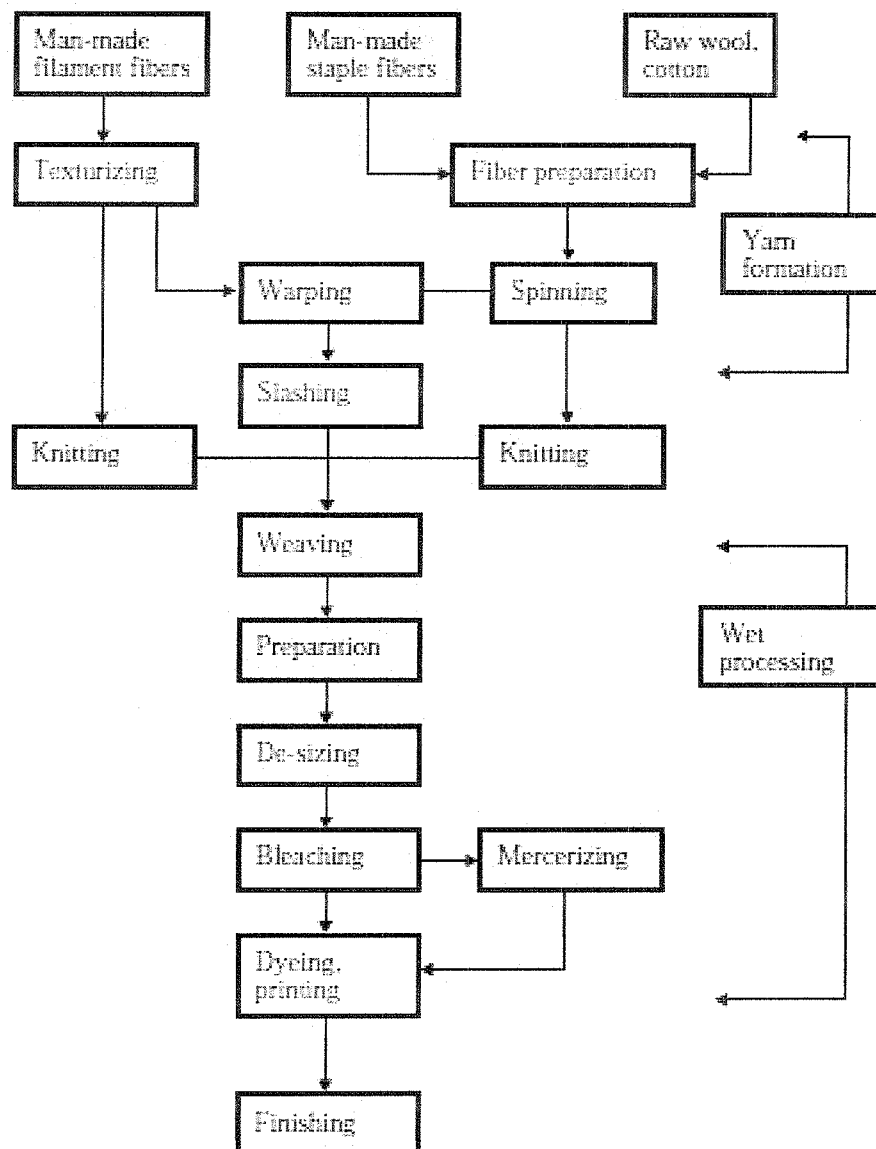 Man-made
filament fibers
Man-made
staple fibers
Raw wool,
cotton
Texturizing
Fiber preparation
Yarn
formation
Warping
Spinning
Slashing
Knitting
Knitting
Weaving
Preparation
Wet
processing
De-sizing
Bleaching
Mercerizing
Dyeing,
printing
Finishing